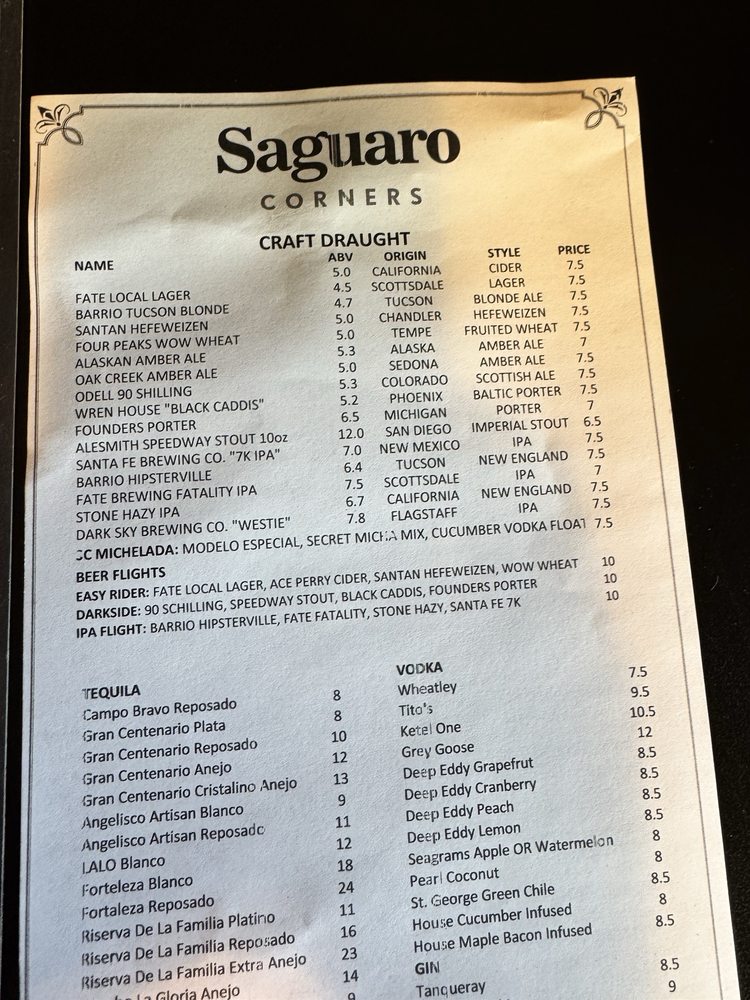 Saguaro
CORNERS
CRAFT DRAUGHT
NAME ABV ORIGIN STYLE PRICE
5.0 CALIFORNIA CIDER 7.5
FATE LOCAL LAGER 4.5 SCOTTSDALE LAGER 7.5
BARRIO TUCSON BLONDE 4.7 TUCSON BLONDE ALE 7.5
SANTAN HEFEWEIZEN 5.0 CHANDLER HEFEWEIZEN 7.5
FOUR PEAKS WOW WHEAT 5.0 TEMPE FRUITED WHEAT 7.5
ALASKAN AMBER ALE 5.3 ALASKA AMBER ALE 7
OAK CREEK AMBER ALE 5.0 SEDONA AMBER ALE 7.5
ODELL 90 SHILLING 5.3 COLORADO SCOTTISH ALE 7.5
WREN HOUSE "BLACK CADDIS" 5.2 PHOENIX BALTIC PORTER 7.5
FOUNDERS PORTER 6.5 MICHIGAN PORTER 7
ALESMITH SPEEDWAY STOUT 10oz 12.0 SAN DIEGO IMPERIAL STOUT 6.5
SANTA FE BREWING CO. "7K IPA" 7.0 NEW MEXICO IPA 7.5
BARRIO HIPSTERVILLE 6.4 TUCSON NEW ENGLAND 7.5
FATE BREWING FATALITY IPA 7.5 SCOTTSDALE IPA 7
STONE HAZY IPA 6.7 CALIFORNIA NEW ENGLAND 7.5
DARK SKY BREWING CO. "WESTIE" 7.8 FLAGSTAFF IPA 7.5
SC MICHELADA: MODELO ESPECIAL, SECRET MICHA MIX, CUCUMBER VODKA FLOAT 7.5
BEER FLIGHTS
EASY RIDER: FATE LOCAL LAGER, ACE PERRY CIDER, SANTAN HEFEWEIZEN, WOW WHEAT 10
DARKSIDE: 90 SCHILLING, SPEEDWAY STOUT, BLACK CADDIS, FOUNDERS PORTER 10
IPA FLIGHT: BARRIO HIPSTERVILLE, FATE FATALITY, STONE HAZY, SANTA FE 7K 10
TEQUILA
Campo Bravo Reposado 8
Gran Centenario Plata 8
Gran Centenario Reposado 10
Gran Centenario Anejo 12
Gran Centenario Cristalino Anejo 13
Angelisco Artisan Blanco 9
Angelisco Artisan Reposado 11
LALO Blanco 12
Forteleza Blanco 18
Fortaleza Reposado 24
Riserva De La Familia Platino 11
Riserva De La Familia Reposado 16
Riserva De La Familia Extra Anejo 23
La Gloria Anejo 14
9
VODKA
Wheatley 7.5
Tito's 9.5
Ketel One 10.5
Grey Goose 12
Deep Eddy Grapefrut 8.5
Deep Eddy Cranberry 8.5
Deep Eddy Peach 8.5
Deep Eddy Lemon 8.5
Seagrams Apple OR Watermelon 8
Pearl Coconut 8
St. George Green Chile 8.5
House Cucumber Infused 8
House Maple Bacon Infused 8.5
GIN
Tanqueray 8.5
9